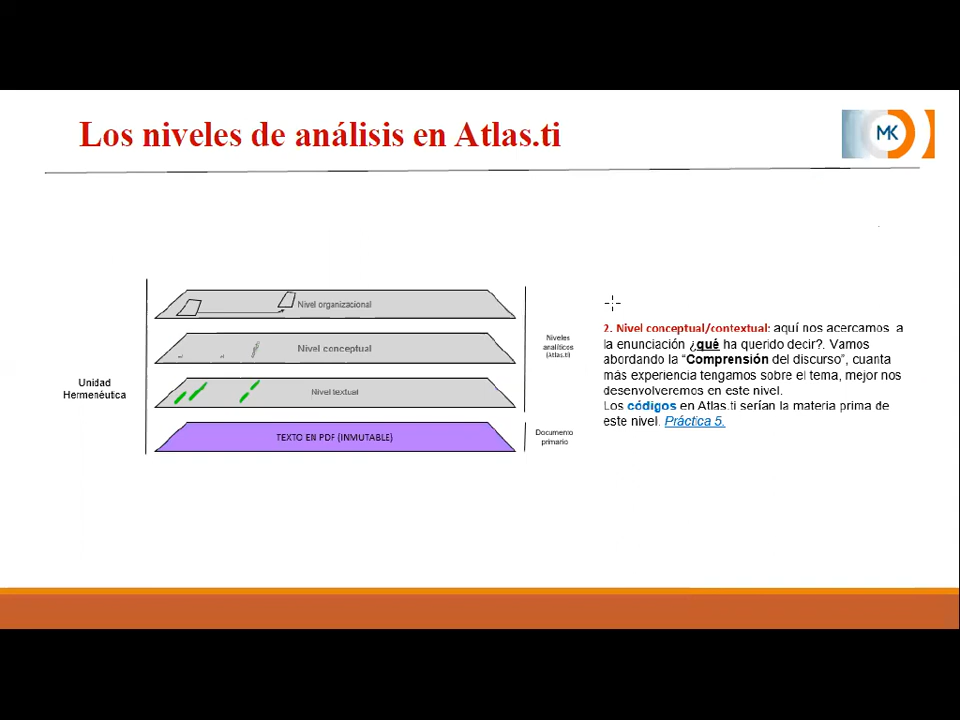 Los niveles de análisis en Atlas.ti
MK
Nivel organizacional
Nivel conceptual
Nivel textual
TEXTO EN PDF (INMUTABLE)
Unidad
Hermenéutica
Niveles
analíticos
(Atlas.ti)
Documento
primario
2. Nivel conceptual/contextual: aquí nos acercamos a
la enunciación ¿qué ha querido decir?. Vamos
abordando la “Comprensión del discurso”, cuanta
más experiencia tengamos sobre el tema, mejor nos
desenvolveremos en este nivel.
Los códigos en Atlas.ti serían la materia prima de
este nivel. Práctica 5.